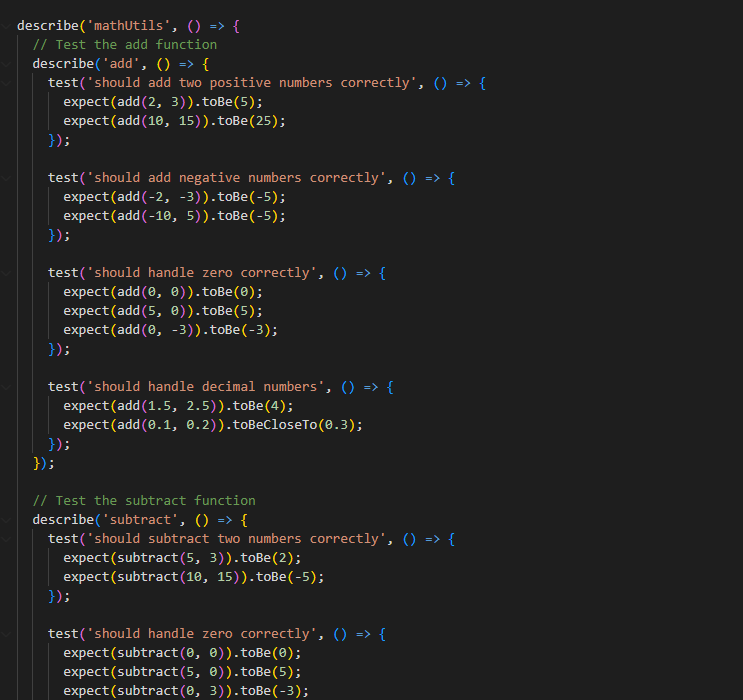 describe('mathUtils', () => {
  // Test the add function
  describe('add', () => {
    test('should add two positive numbers correctly', () => {
      expect(add(2, 3)).toBe(5);
      expect(add(10, 15)).toBe(25);
    });

    test('should add negative numbers correctly', () => {
      expect(add(-2, -3)).toBe(-5);
      expect(add(-10, 5)).toBe(-5);
    });

    test('should handle zero correctly', () => {
      expect(add(0, 0)).toBe(0);
      expect(add(5, 0)).toBe(5);
      expect(add(0, -3)).toBe(-3);
    });

    test('should handle decimal numbers', () => {
      expect(add(1.5, 2.5)).toBe(4);
      expect(add(0.1, 0.2)).toBeCloseTo(0.3);
    });
  });

  // Test the subtract function
  describe('subtract', () => {
    test('should subtract two numbers correctly', () => {
      expect(subtract(5, 3)).toBe(2);
      expect(subtract(10, 15)).toBe(-5);
    });

    test('should handle zero correctly', () => {
      expect(subtract(0, 0)).toBe(0);
      expect(subtract(5, 0)).toBe(5);
      expect(subtract(0, 3)).toBe(-3);